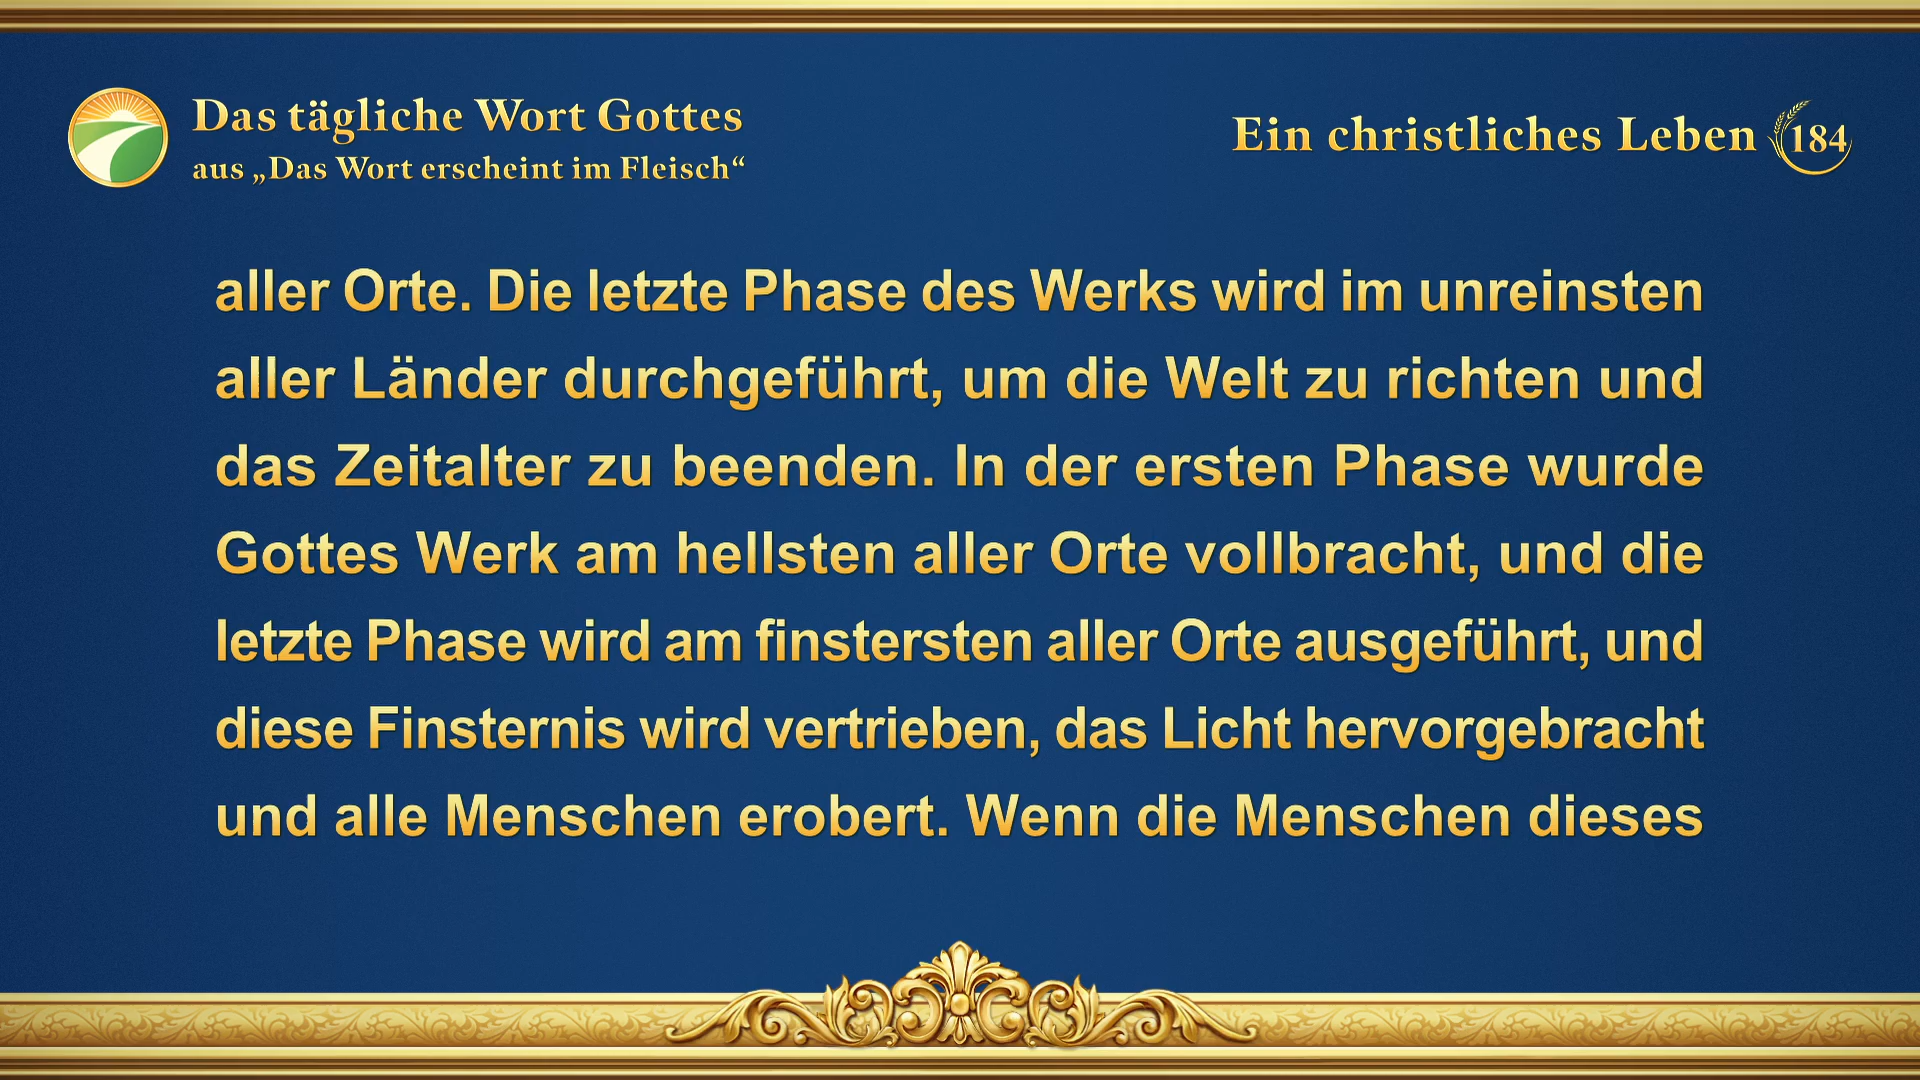 Das tägliche Wort Gottes
aus „Das Wort erscheint im Fleisch“
Ein christliches Leben 184
aller Orte. Die letzte Phase des Werks wird im unreinsten
aller Länder durchgeführt, um die Welt zu richten und
das Zeitalter zu beenden. In der ersten Phase wurde
Gottes Werk am hellsten aller Orte vollbracht, und die
letzte Phase wird am finstersten aller Orte ausgeführt, und
diese Finsternis wird vertrieben, das Licht hervorgebracht
und alle Menschen erobert. Wenn die Menschen dieses